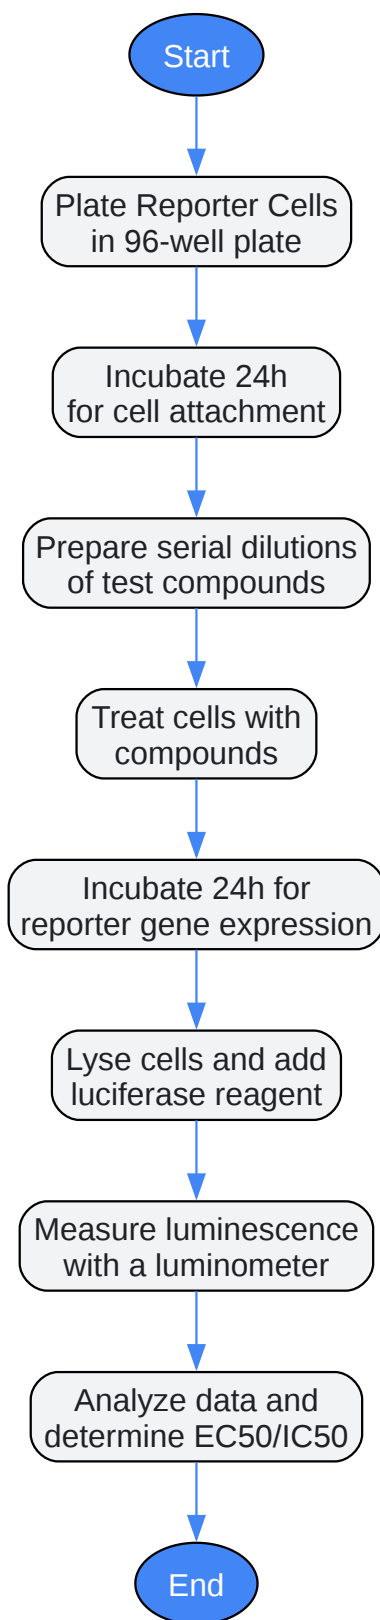 Start
Plate Reporter Cells
in 96-well plate
Incubate 24h
for cell attachment
Prepare serial dilutions
of test compounds
Treat cells with
compounds
Incubate 24h for
reporter gene expression
Lyse cells and add
luciferase reagent
Measure luminescence
with a luminometer
Analyze data and
determine EC50/IC50
End